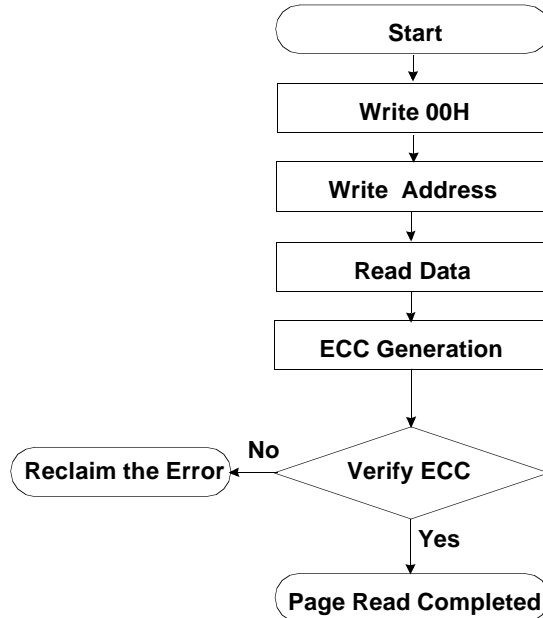 Start
Write 00H
Write Address
Read Data
ECC Generation
No
Reclaim the Error
Verify ECC
Yes
Page Read Completed